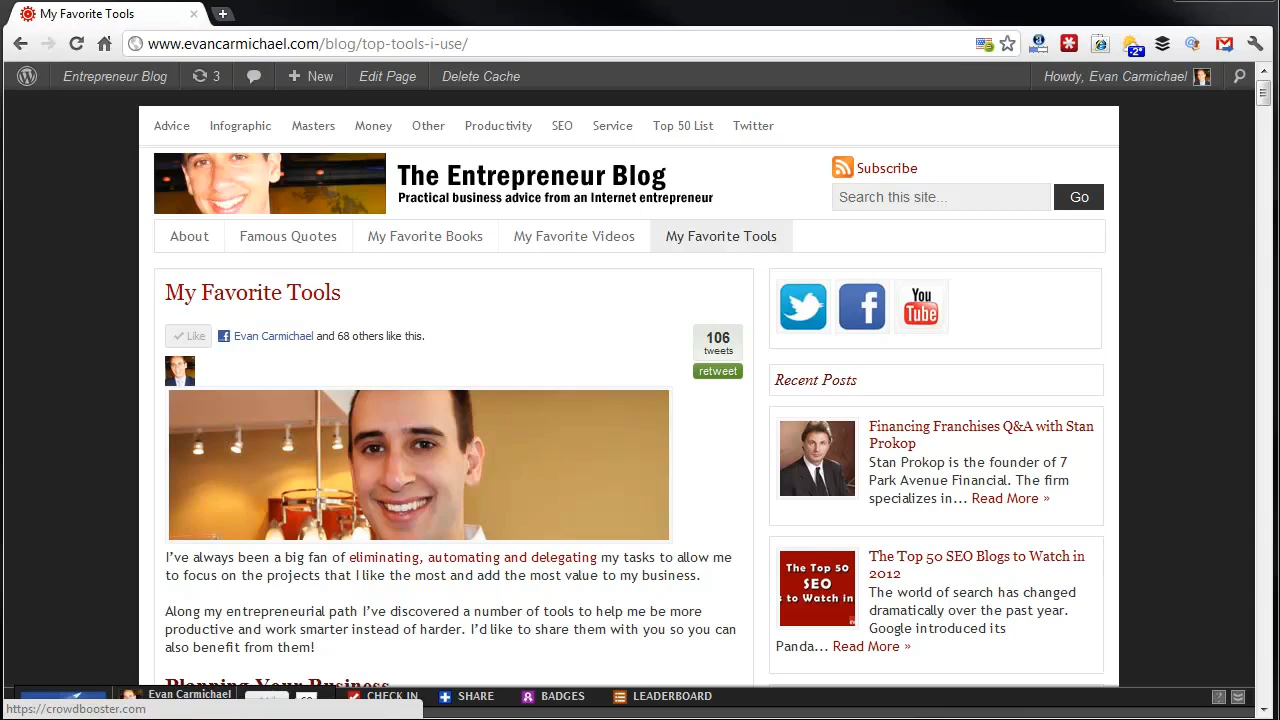 My Favorite Tools
www.evancarmichael.com/blog/top-tools-i-use/
-2°
Entrepreneur Blog
3
New
Edit Page
Delete Cache
Howdy, Evan Carmichael
Advice Infographic Masters Money Other Productivity SEO Service Top 50 List Twitter
The Entrepreneur Blog
Practical business advice from an Internet entrepreneur
Subscribe
Search this site...
Go
About Famous Quotes My Favorite Books My Favorite Videos My Favorite Tools
My Favorite Tools
Like
Evan Carmichael and 68 others like this.
106
tweets
retweet
I've always been a big fan of eliminating, automating and delegating my tasks to allow me
to focus on the projects that I like the most and add the most value to my business.
Along my entrepreneurial path I've discovered a number of tools to help me be more
productive and work smarter instead of harder. I'd like to share them with you so you can
also benefit from them!
Planning Your Business
You
Tube
Recent Posts
Financing Franchises Q&A with Stan
Prokop
Stan Prokop is the founder of 7
Park Avenue Financial. The firm
specializes in... Read More »
The Top 50
SEO
s to Watch in
The Top 50 SEO Blogs to Watch in
2012
The world of search has changed
dramatically over the past year.
Google introduced its
Panda... Read More »
Evan Carmichael
CHECK IN
SHARE
BADGES
LEADERBOARD
https://crowdbooster.com